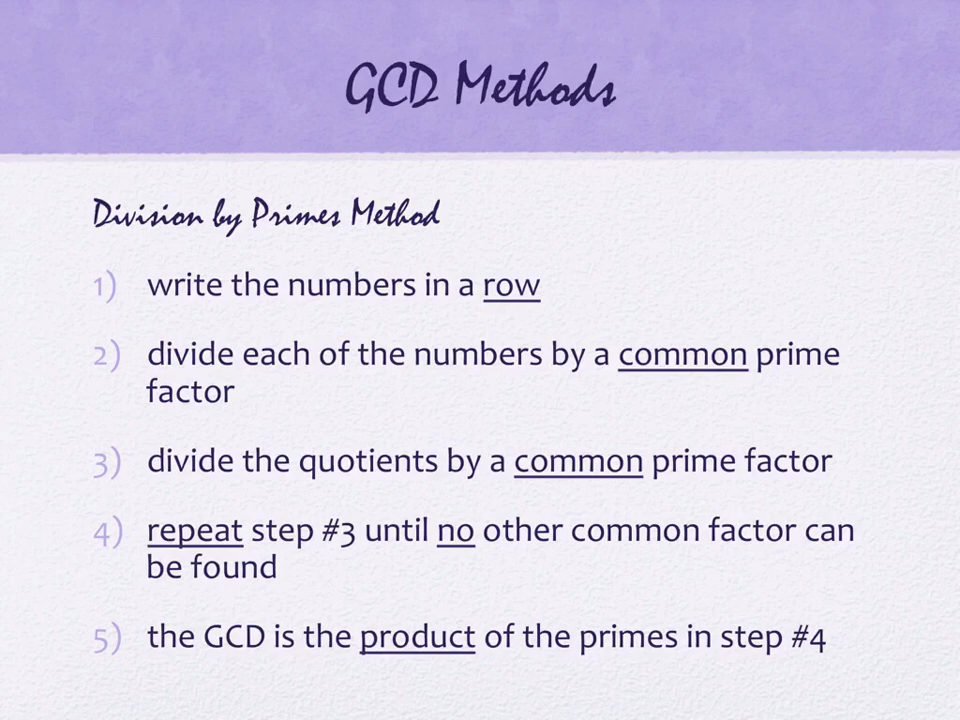 GCD Methods
Division by Primes Method
1) write the numbers in a row
2) divide each of the numbers by a common prime
factor
3) divide the quotients by a common prime factor
4) repeat step #3 until no other common factor can
be found
5) the GCD is the product of the primes in step #4